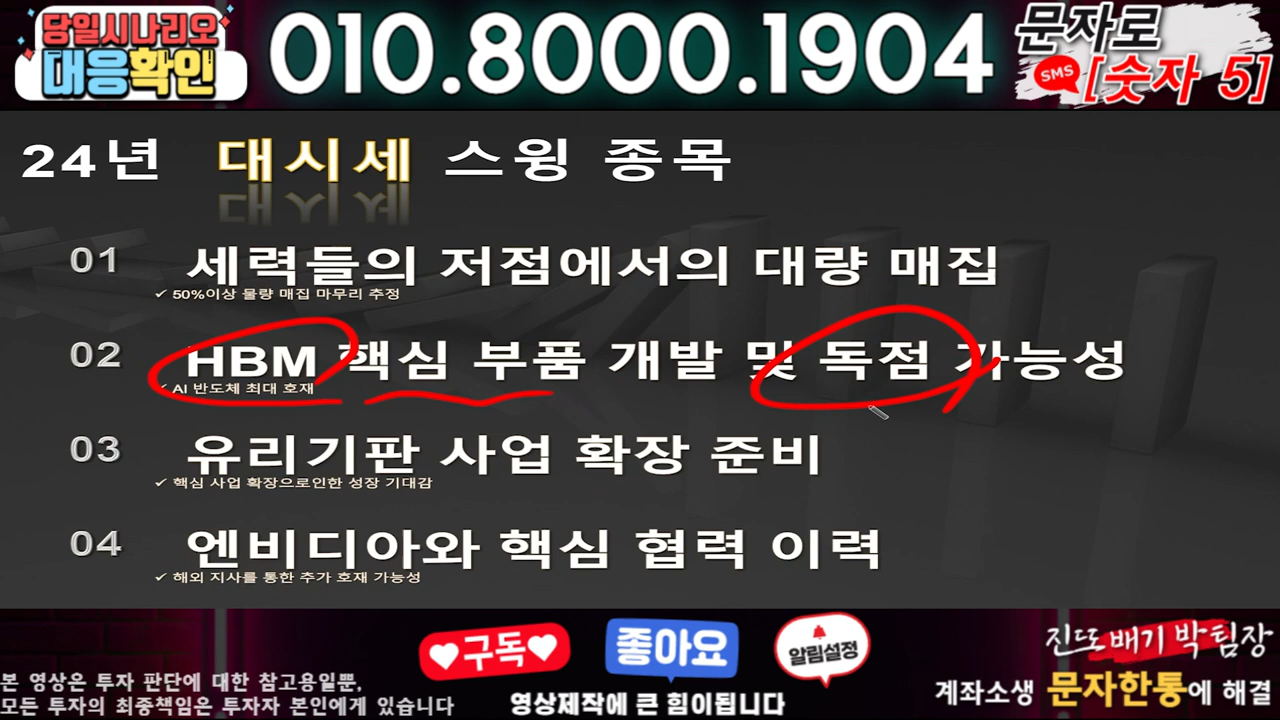 당일시나리오
대응확인
010.8000.1904
문자로
SMS [숫자 5]
24년 대시세 스윙 종목
01 세력들의 저점에서의 대량 매집
✓ 50%이상 물량 매집 마무리 추정
02 HBM 핵심 부품 개발 및 독점 가능성
✓ AI 반도체 최대 호재
03 유리기판 사업 확장 준비
✓ 핵심 사업 확장으로인한 성장 기대감
04 엔비디아와 핵심 협력 이력
✓ 해외 지사를 통한 추가 호재 가능성
구독
좋아요
알림설정
영상제작에 큰 힘이됩니다
본 영상은 투자 판단에 대한 참고용일뿐,
모든 투자의 최종책임은 투자자 본인에게 있습니다
진또배기 박팀장
계좌소생 문자한통에 해결